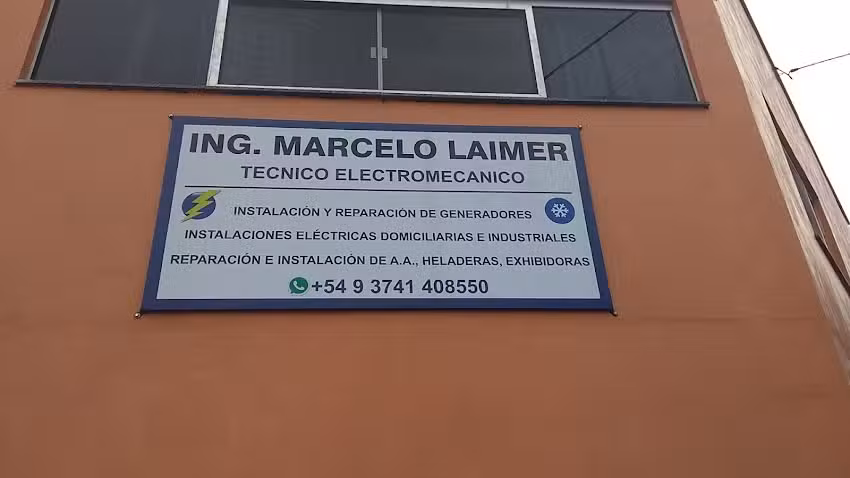 ING. MARCELO LAIMER
TECNICO ELECTROMECANICO
INSTALACIÓN Y REPARACIÓN DE GENERADORES
INSTALACIONES ELÉCTRICAS DOMICILIARIAS E INDUSTRIALES
REPARACIÓN E INSTALACIÓN DE A.A., HELADERAS, EXHIBIDORAS
+54 9 3741 408550